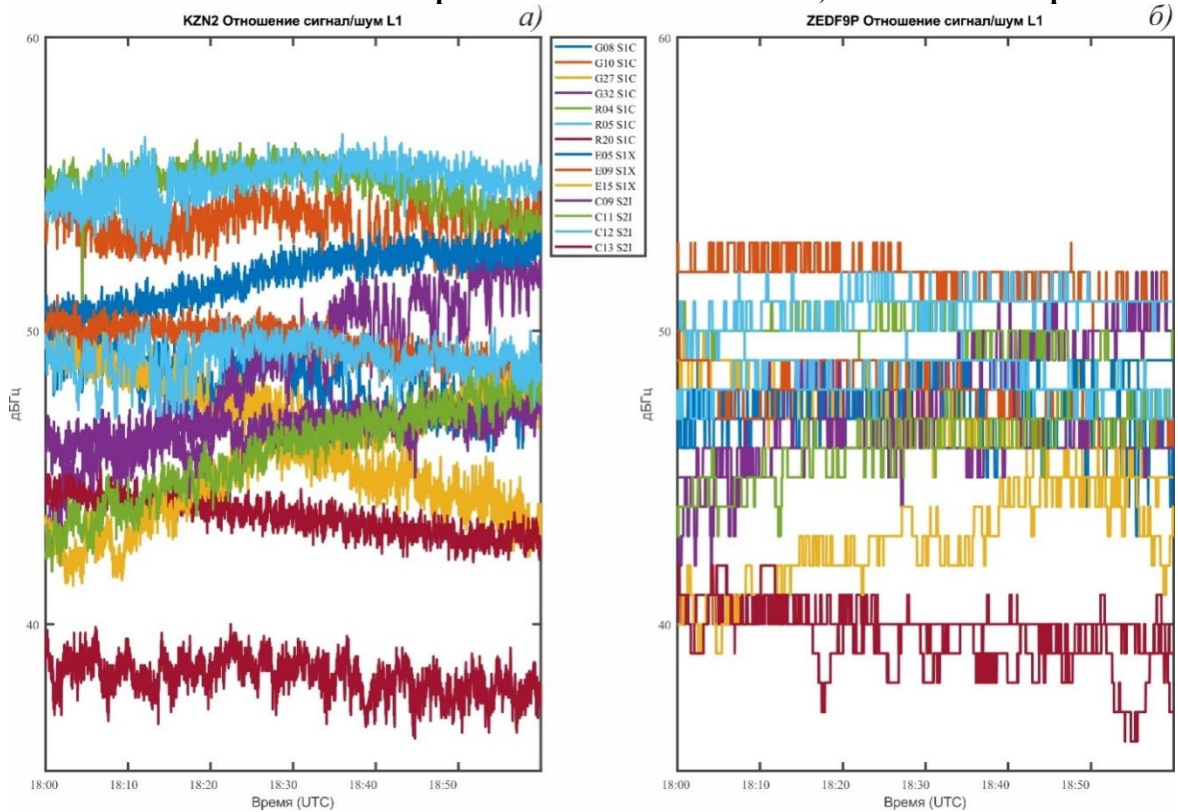 KZN2 Отношение сигнал/шум L1
а)
60
50
40
дБГц
18:00
18:10
18:20
18:30
18:40
18:50
Время (UTC)
G08 S1C
G10 S1C
G27 S1C
G32 S1C
R04 S1C
R05 S1C
R20 S1C
E05 S1X
E09 S1X
E15 S1X
C09 S2I
C11 S2I
C12 S2I
C13 S2I
ZEDF9P Отношение сигнал/шум L1
б)
60
50
40
дБГц
18:00
18:10
18:20
18:30
18:40
18:50
Время (UTC)